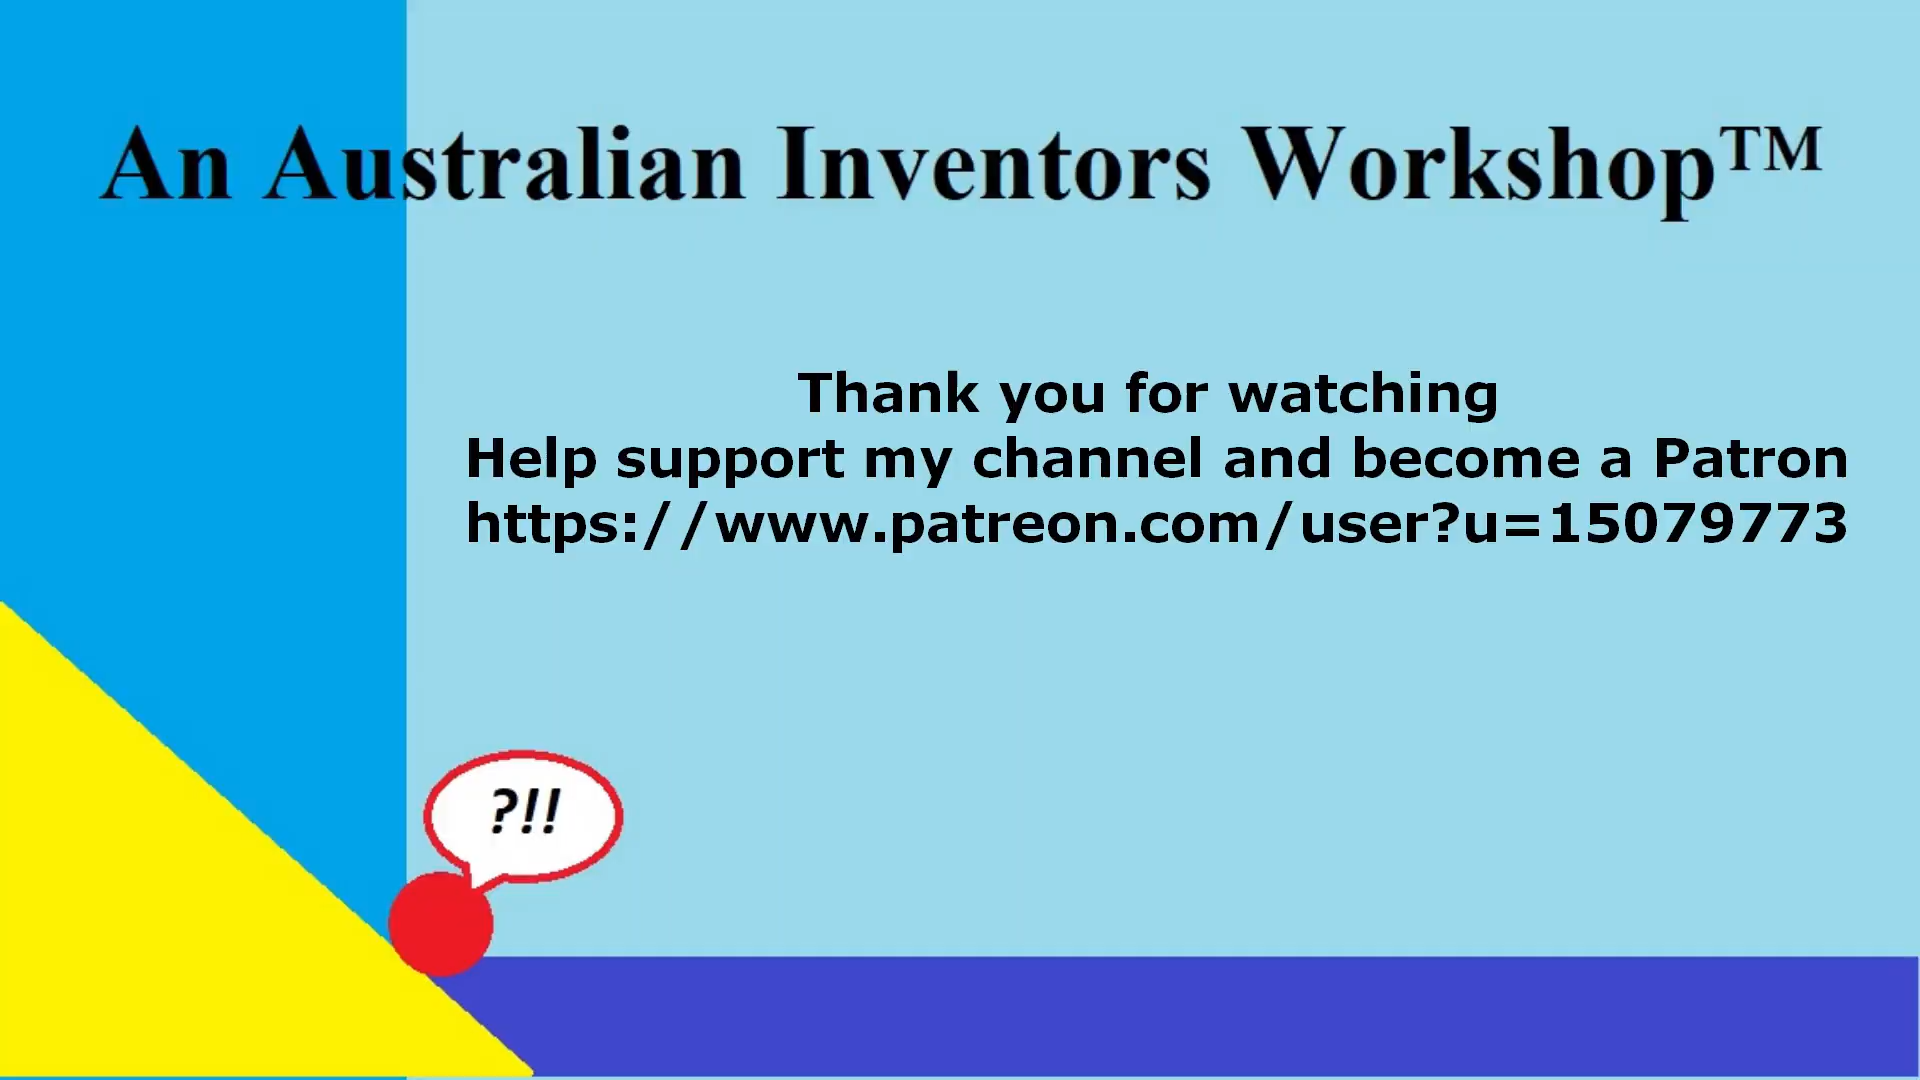 An Australian Inventors Workshop™
Thank you for watching
Help support my channel and become a Patron
https://www.patreon.com/user?u=15079773
?!!